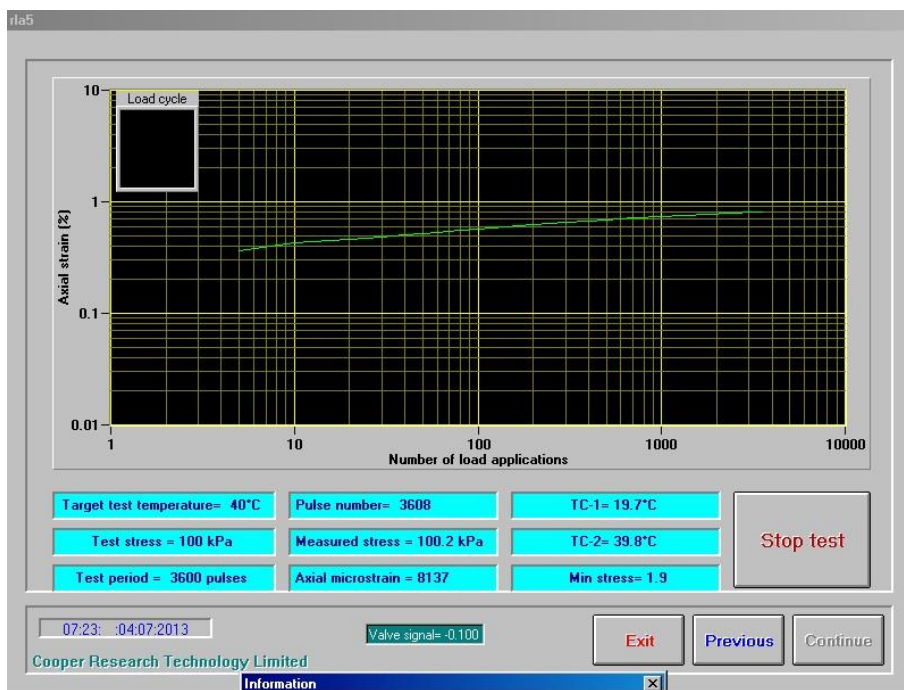 rla5
Load cycle
10
1
0.1
0.01
Axial strain (%)
1 10 100 1000 10000
Number of load applications
Target test temperature= 40°C Pulse number= 3608 TC-1= 19.7°C
Test stress = 100 kPa Measured stress = 100.2 kPa TC-2= 39.8°C
Test period = 3600 pulses Axial microstrain = 8137 Min stress= 1.9
Stop test
07:23: :04:07:2013
Valve signal= -0.100
Exit Previous Continue
Cooper Research Technology Limited
Information